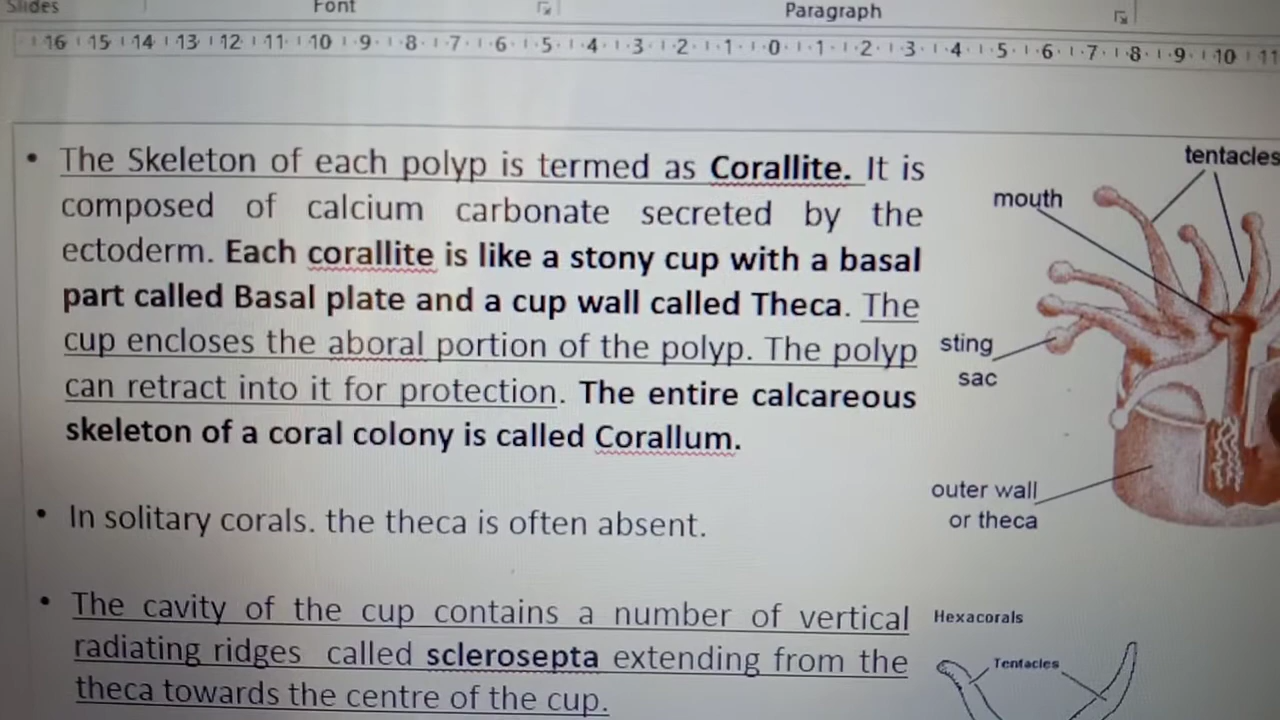 Slides
Font
Paragraph
16 15 14 13 12 11 10 9 8 7 6 5 4 3 2 1 0 1 2 3 4 5 6 7 8 9 10 11
• The Skeleton of each polyp is termed as Corallite. It is
composed of calcium carbonate secreted by the
ectoderm. Each corallite is like a stony cup with a basal
part called Basal plate and a cup wall called Theca. The
cup encloses the aboral portion of the polyp. The polyp
can retract into it for protection. The entire calcareous
skeleton of a coral colony is called Corallum.
• In solitary corals. the theca is often absent.
• The cavity of the cup contains a number of vertical
radiating ridges called sclerosepta extending from the
theca towards the centre of the cup.
tentacles
mouth
sting
sac
outer wall
or theca
Hexacorals
Tentacles